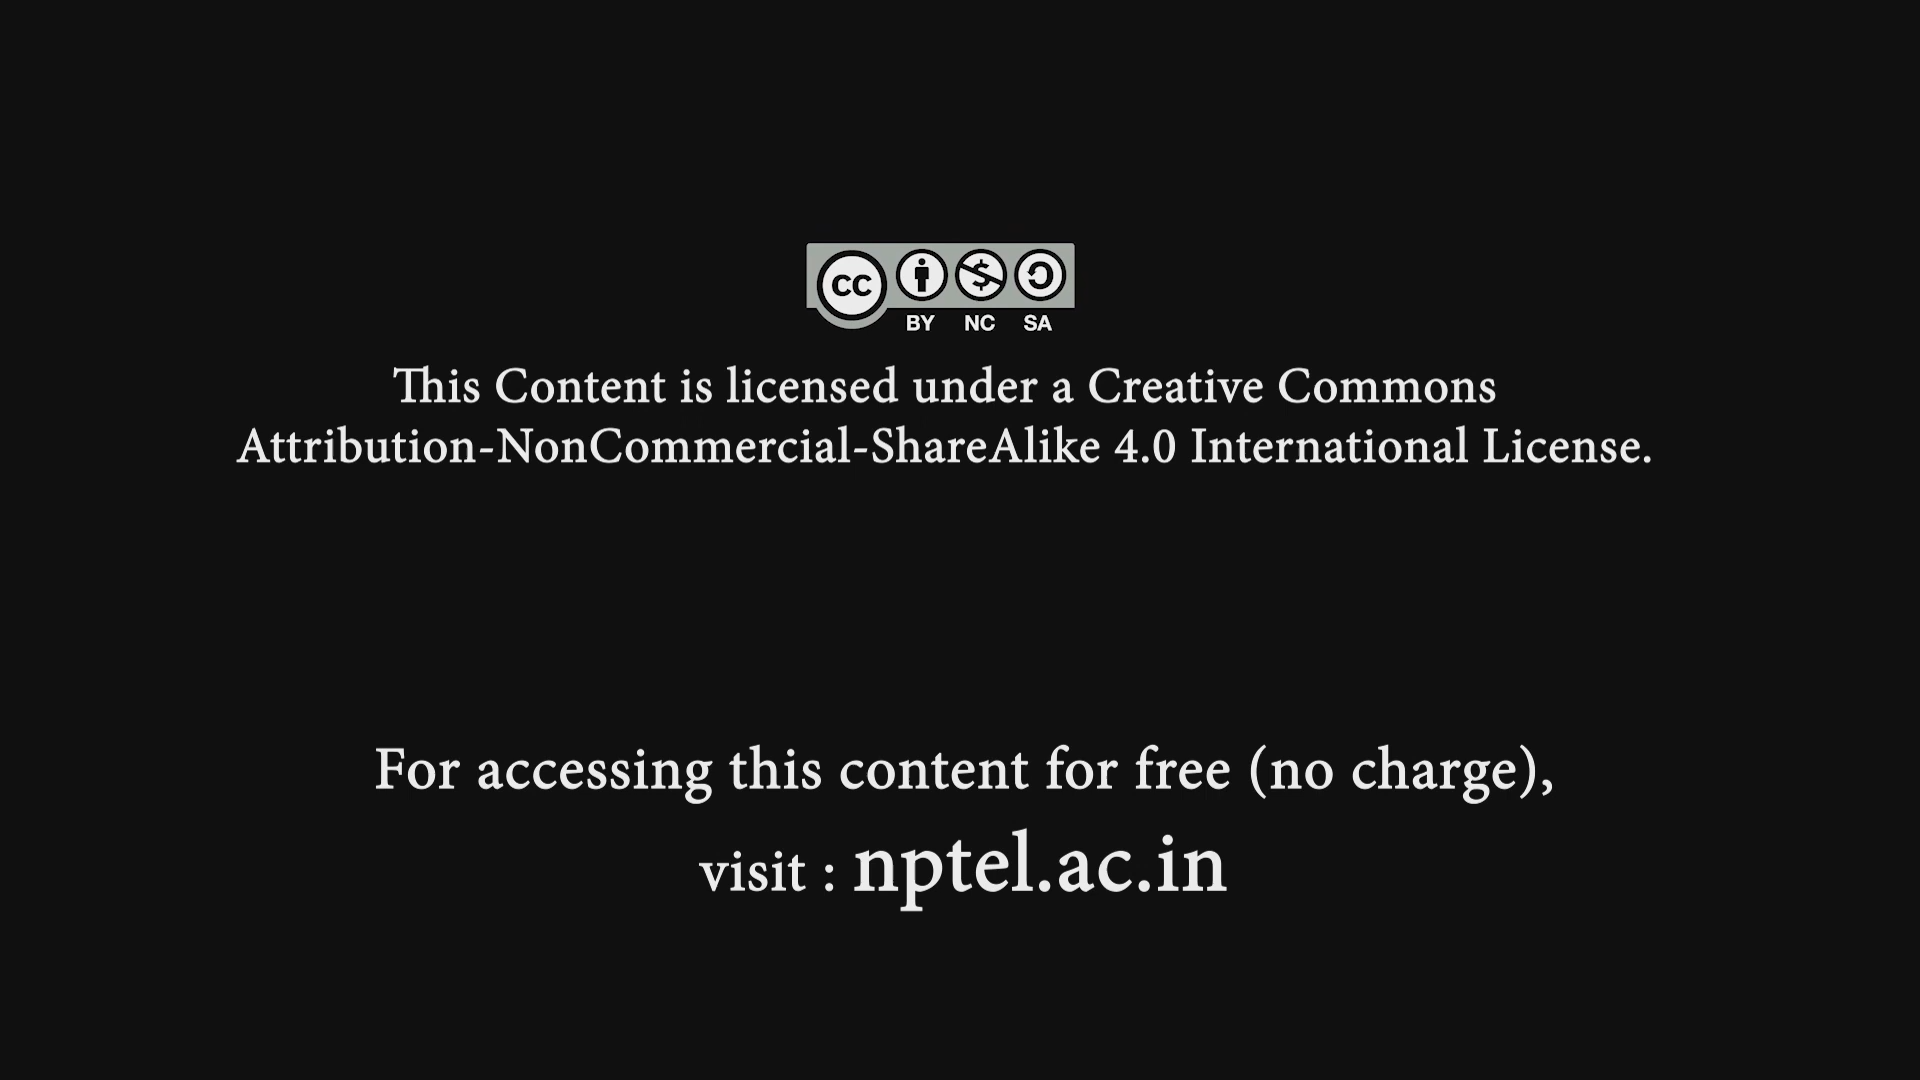 cc
BY NC SA
This Content is licensed under a Creative Commons
Attribution-NonCommercial-ShareAlike 4.0 International License.
For accessing this content for free (no charge),
visit : nptel.ac.in